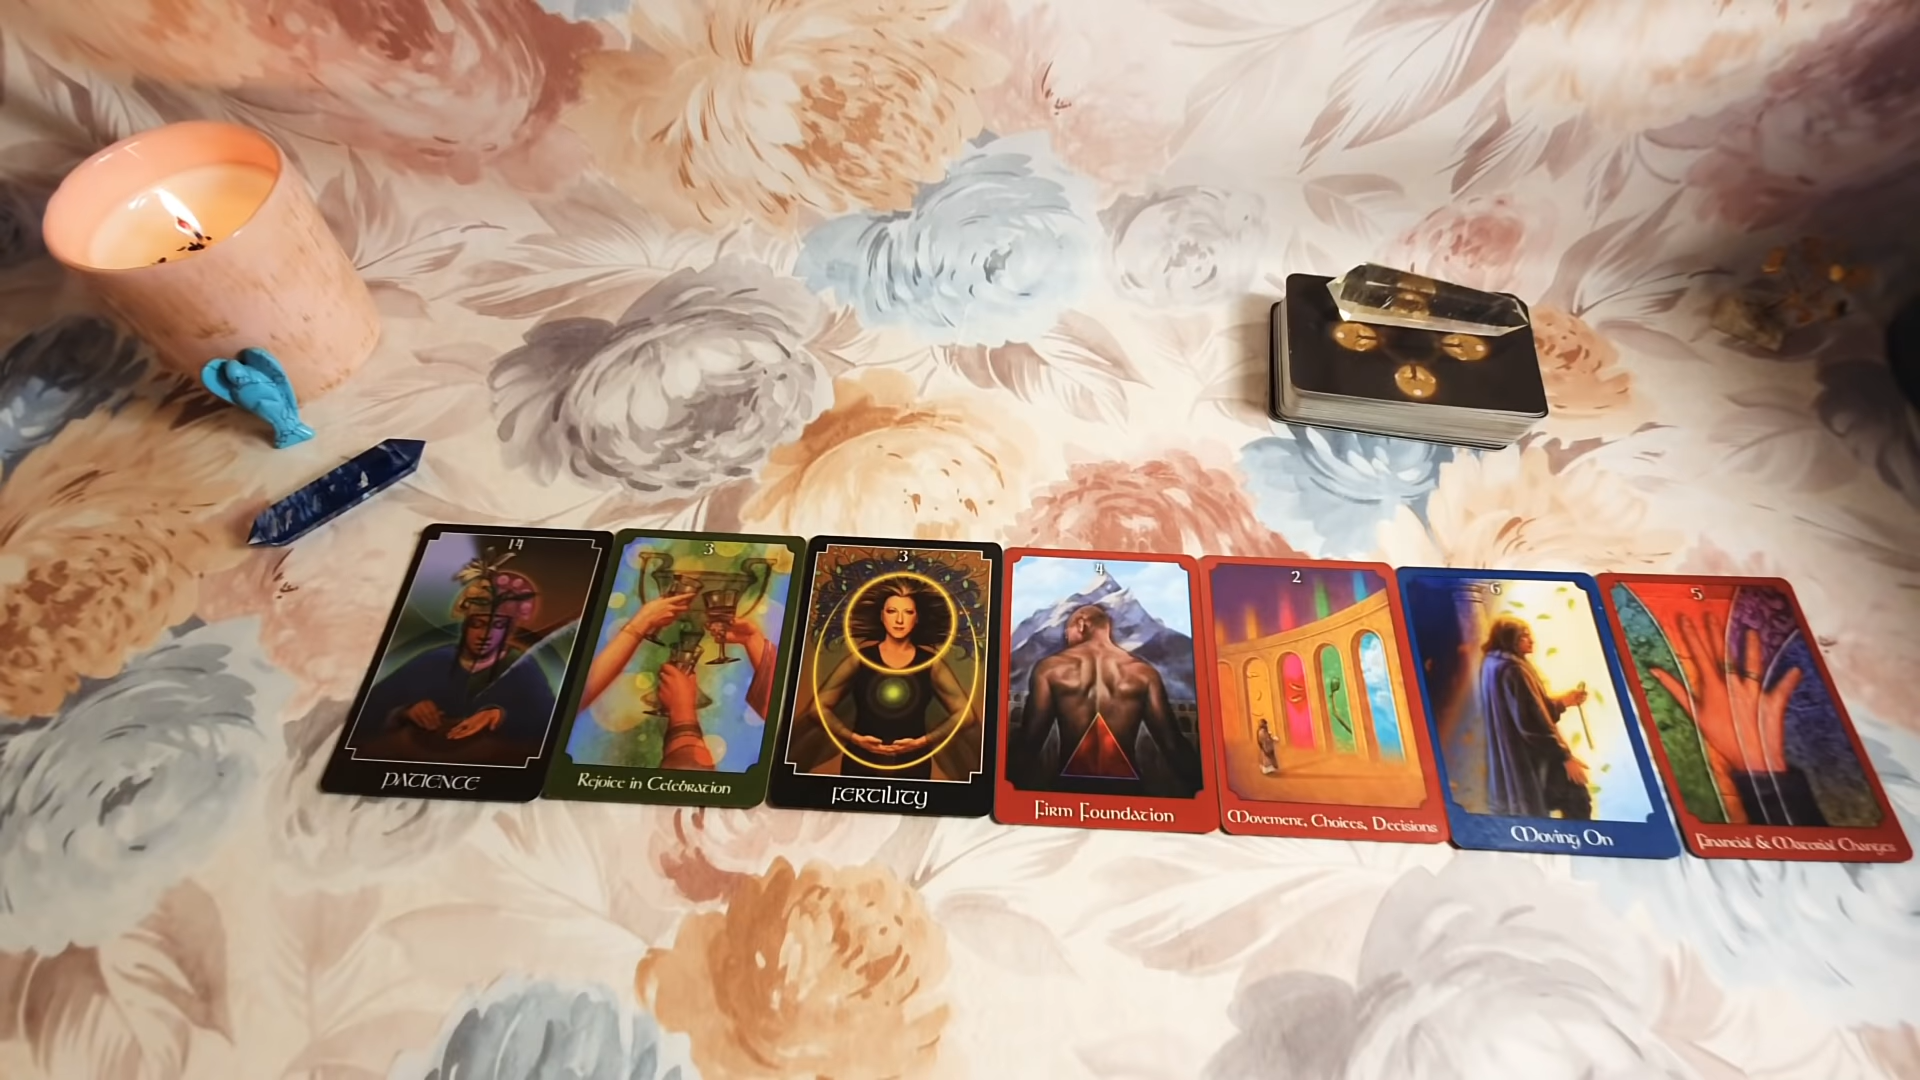 14
PATIENCE
3
Rejoice in Celebration
3
FERTILITY
4
Firm Foundation
2
Movement, Choices, Decisions
6
Moving On
5
Financial & Material Changes